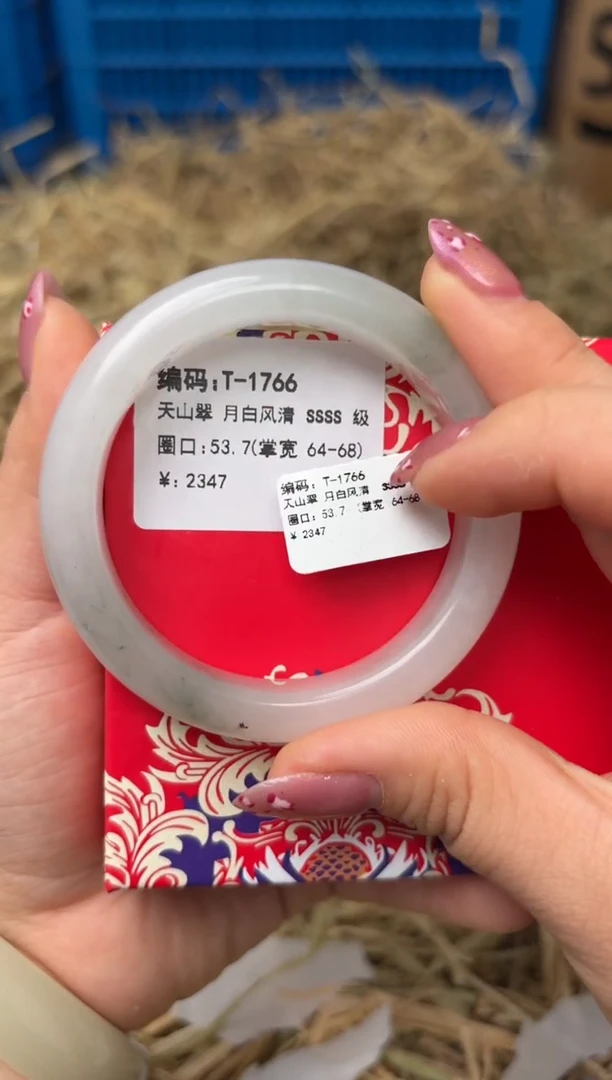 编码:T-1766
天山翠 月白风清 SSSS 級
圈口:53.7(掌宽 64-68)
¥: 2347
编码: T-1766
天山翠 月白风清 SSSS
圈口: 53.7 (掌宽 64-68
¥ 2347